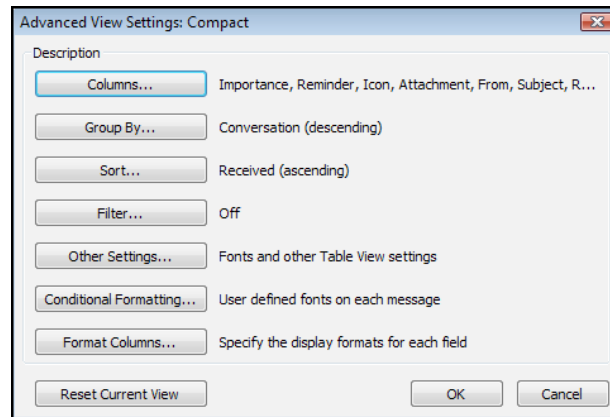 Advanced View Settings: Compact
Description
Columns... Importance, Reminder, Icon, Attachment, From, Subject, R...
Group By... Conversation (descending)
Sort... Received (ascending)
Filter... Off
Other Settings... Fonts and other Table View settings
Conditional Formatting... User defined fonts on each message
Format Columns... Specify the display formats for each field
Reset Current View OK Cancel